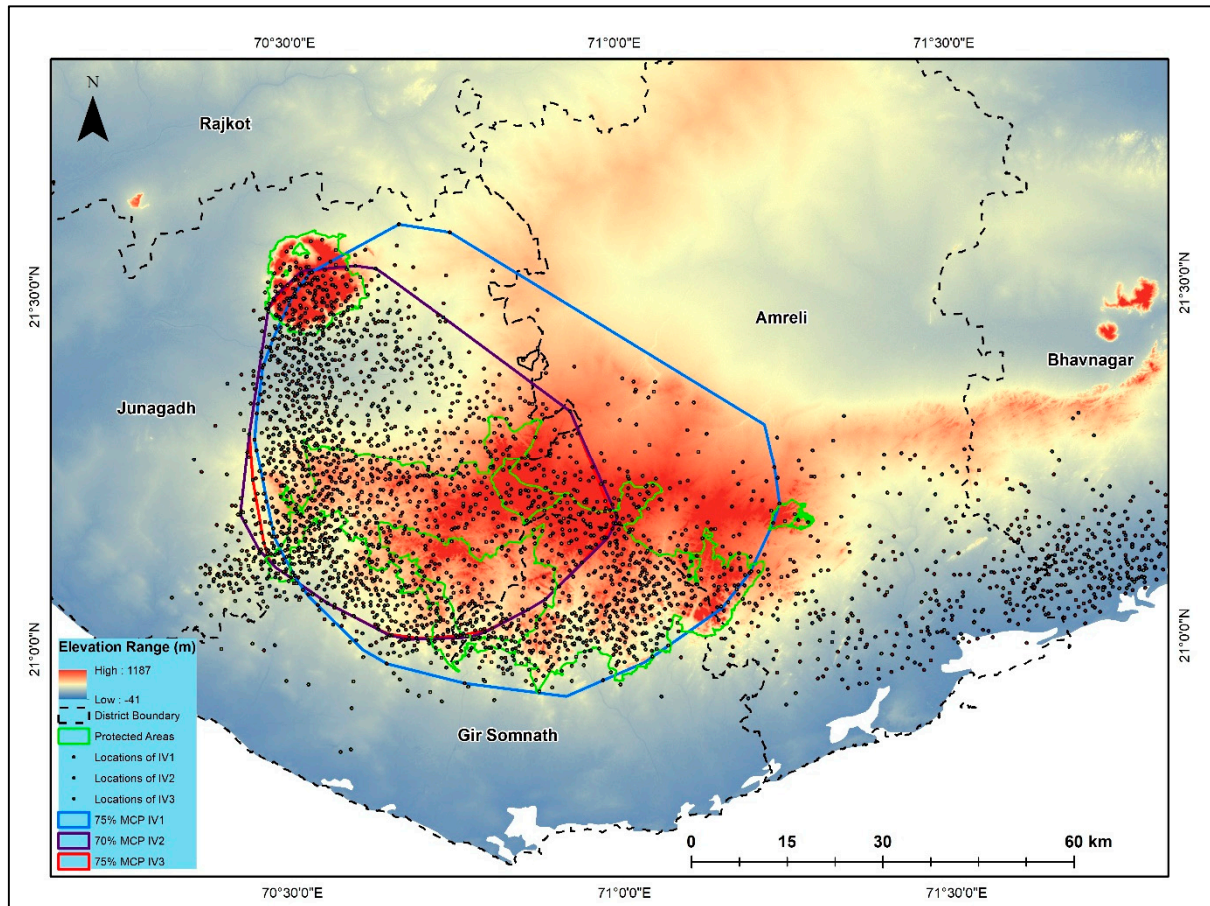 70°30'0"E 71°0'0"E 71°30'0"E
N
Rajkot
21°30'0"N 21°30'0"N
Amreli
Bhavnagar
Junagadh
21°0'0"N 21°0'0"N
Elevation Range (m)
High : 1187
Low : -41
District Boundary
Protected Areas
Locations of IV1
Locations of IV2
Locations of IV3
75% MCP IV1
70% MCP IV2
75% MCP IV3
Gir Somnath
0 15 30 60 km
70°30'0"E 71°0'0"E 71°30'0"E